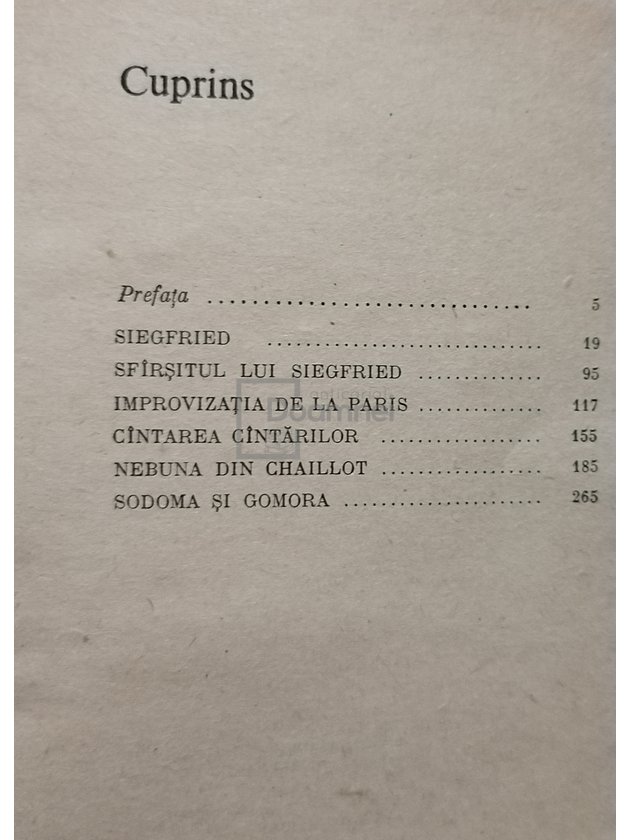 Cuprins
Prefața .................................. 5
SIEGFRIED ............................. 19
SFÎRȘITUL LUI SIEGFRIED ............. 95
IMPROVIZAȚIA DE LA PARIS ............. 117
CÎNTAREA CÎNTĂRILOR ................. 155
NEBUNA DIN CHAILLOT ................. 185
SODOMA ȘI GOMORA ..................... 265